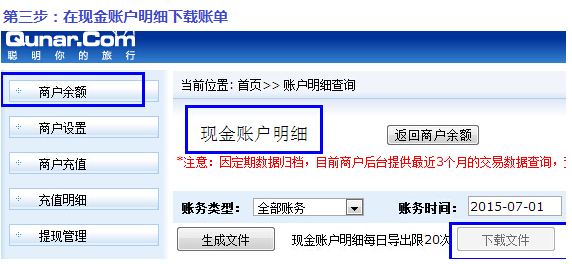 第三步：在现金账户明细下载账单
Qunar.Com
聪明你的旅行
商户余额
商户设置
商户充值
充值明细
提现管理
当前位置：首页>> 账户明细查询
现金账户明细
返回商户余额
*注意：因定期数据归档，目前商户后台提供最近3个月的交易数据查询，
账务类型：
全部账务
账务时间：
2015-07-01
生成文件
现金账户明细每日导出限20次
下载文件